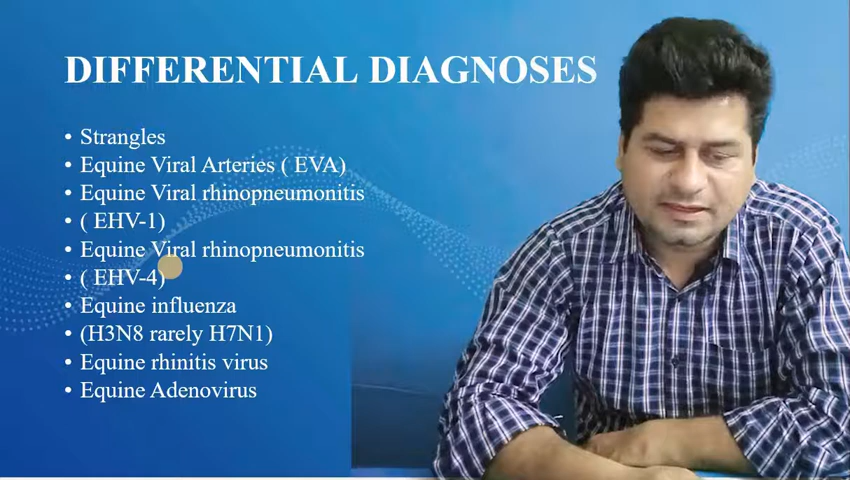 DIFFERENTIAL DIAGNOSES
• Strangles
• Equine Viral Arteries ( EVA)
• Equine Viral rhinopneumonitis
• ( EHV-1)
• Equine Viral rhinopneumonitis
• ( EHV-4)
• Equine influenza
• (H3N8 rarely H7N1)
• Equine rhinitis virus
• Equine Adenovirus